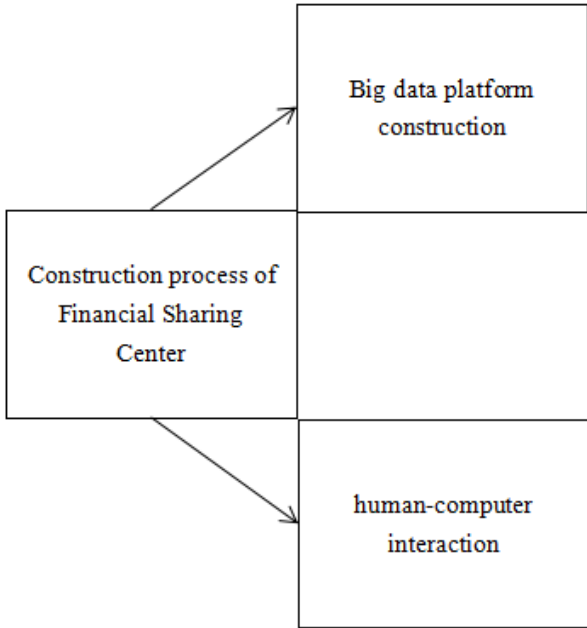 Big data platform
construction
Construction process of
Financial Sharing
Center
human-computer
interaction